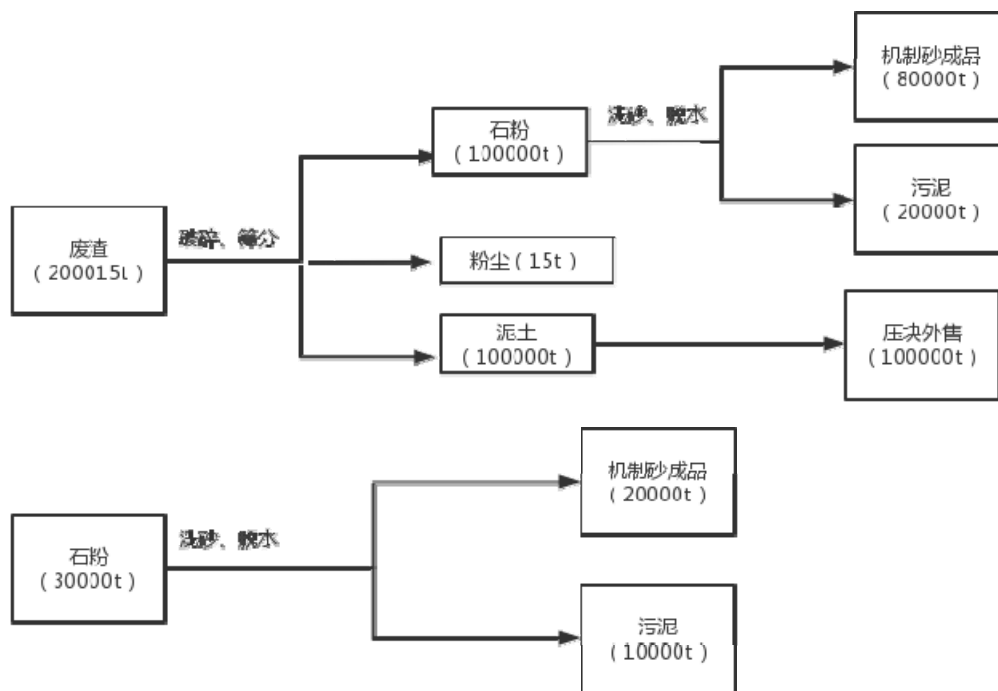 机制砂成品
（80000t）
洗砂、脱水
石粉
（100000t）
污泥
（20000t）
废渣
（200015t）
破碎、筛分
粉尘（15t）
泥土
（100000t）
压块外售
（100000t）
机制砂成品
（20000t）
石粉
（30000t）
洗砂、脱水
污泥
（10000t）